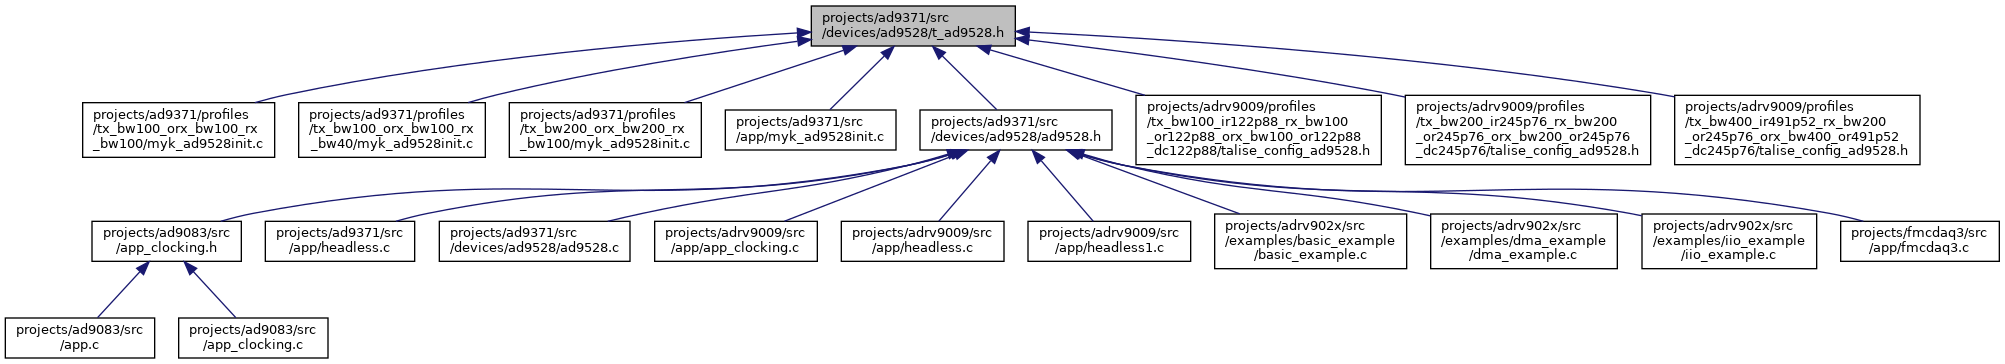 projects/ad9371/src
/devices/ad9528/t_ad9528.h
projects/ad9371/profiles
/tx_bw100_orx_bw100_rx
_bw100/myk_ad9528init.c
projects/ad9371/profiles
/tx_bw100_orx_bw100_rx
_bw40/myk_ad9528init.c
projects/ad9371/profiles
/tx_bw200_orx_bw200_rx
_bw100/myk_ad9528init.c
projects/ad9371/src
/app/myk_ad9528init.c
projects/ad9371/src
/devices/ad9528/ad9528.h
projects/adrv9009/profiles
/tx_bw100_ir122p88_rx_bw100
_or122p88_orx_bw100_or122p88
_dc122p88/talise_config_ad9528.h
projects/adrv9009/profiles
/tx_bw200_ir245p76_rx_bw200
_or245p76_orx_bw200_or245p76
_dc245p76/talise_config_ad9528.h
projects/adrv9009/profiles
/tx_bw400_ir491p52_rx_bw200
_or245p76_orx_bw400_or491p52
_dc245p76/talise_config_ad9528.h
projects/ad9083/src
/app_clocking.h
projects/ad9371/src
/app/headless.c
projects/ad9371/src
/devices/ad9528/ad9528.c
projects/adrv9009/src
/app/app_clocking.c
projects/adrv9009/src
/app/headless.c
projects/adrv9009/src
/app/headless1.c
projects/adrv902x/src
/examples/basic_example
/basic_example.c
projects/adrv902x/src
/examples/dma_example
/dma_example.c
projects/adrv902x/src
/examples/iio_example
/iio_example.c
projects/fmcdaq3/src
/app/fmcdaq3.c
projects/ad9083/src
/app.c
projects/ad9083/src
/app_clocking.c